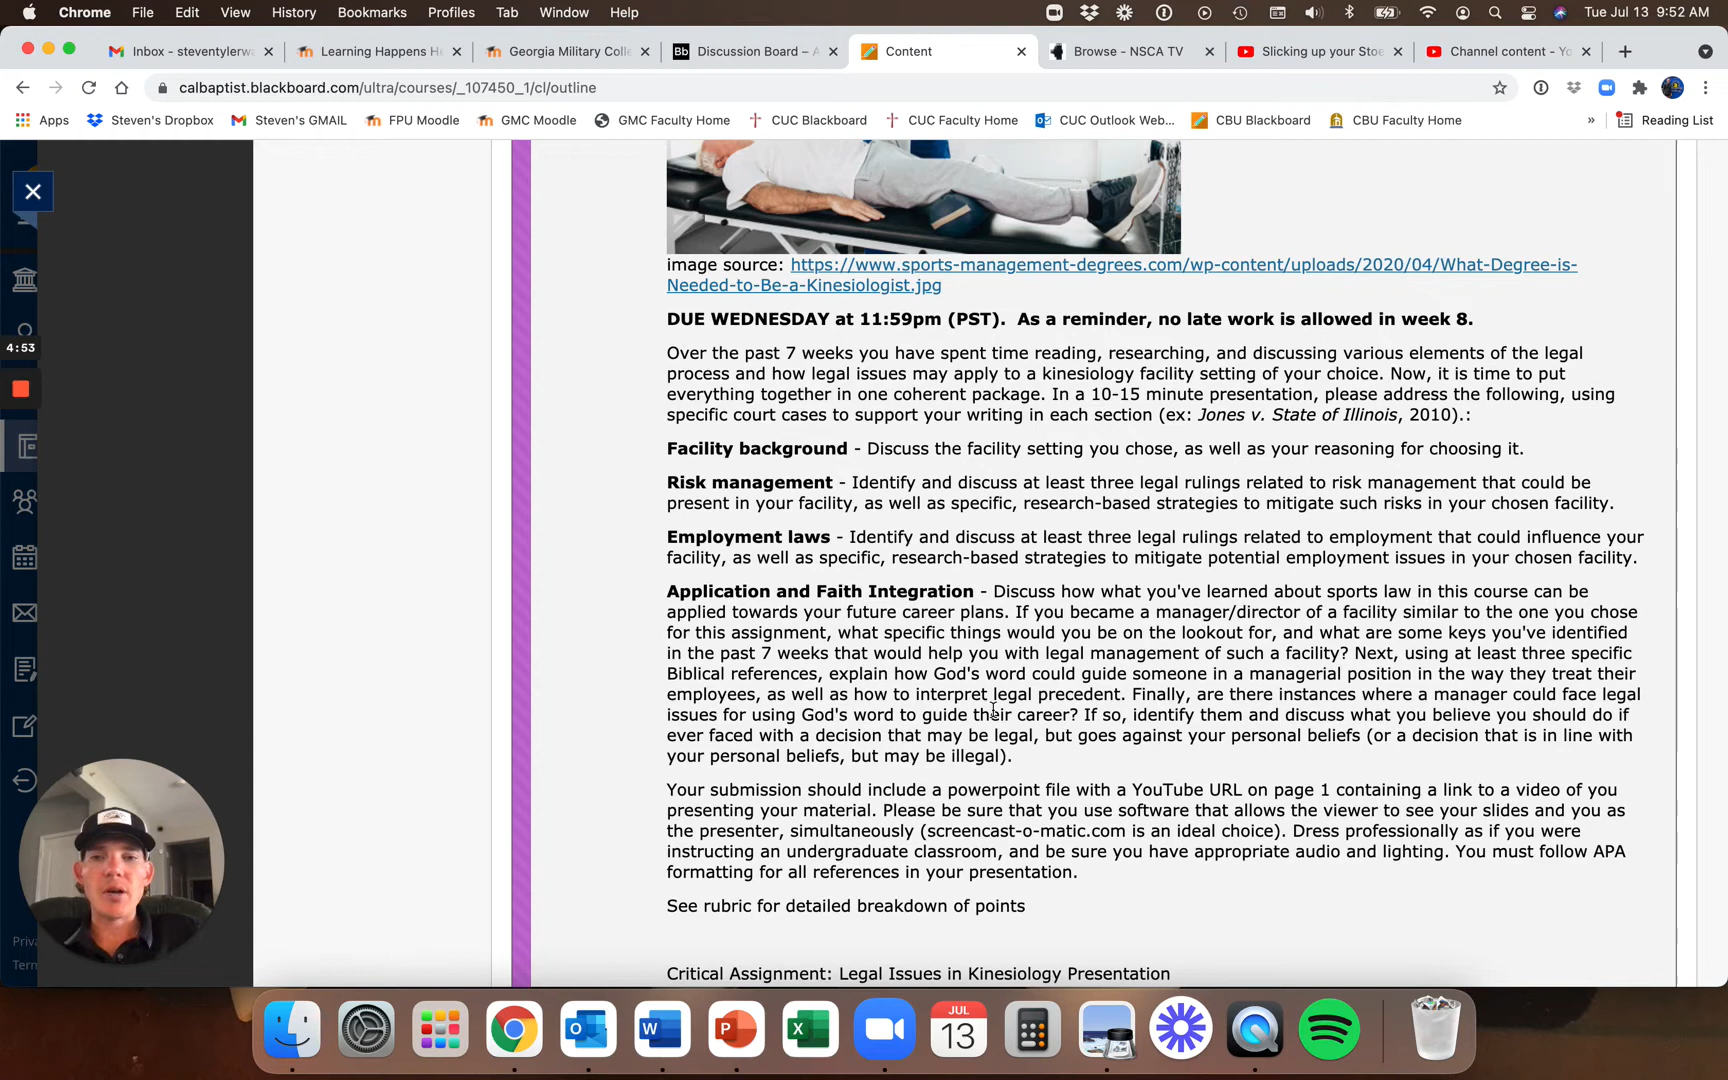 Chrome File Edit View History Bookmarks Profiles Tab Window Help Tue Jul 13 9:52 AM
Inbox - steventylerwa Learning Happens He Georgia Military Colle Bb Discussion Board – A Content Browse - NSCA TV Slicking up your Stoe Channel content - Yo
calbaptist.blackboard.com/ultra/courses/_107450_1/cl/outline
Apps Steven's Dropbox Steven's GMAIL FPU Moodle GMC Moodle GMC Faculty Home CUC Blackboard CUC Faculty Home CUC Outlook Web... CBU Blackboard CBU Faculty Home » Reading List
image source: https://www.sports-management-degrees.com/wp-content/uploads/2020/04/What-Degree-is-
Needed-to-Be-a-Kinesiologist.jpg
DUE WEDNESDAY at 11:59pm (PST). As a reminder, no late work is allowed in week 8.
4:53
Over the past 7 weeks you have spent time reading, researching, and discussing various elements of the legal
process and how legal issues may apply to a kinesiology facility setting of your choice. Now, it is time to put
everything together in one coherent package. In a 10-15 minute presentation, please address the following, using
specific court cases to support your writing in each section (ex: Jones v. State of Illinois, 2010).:
Facility background - Discuss the facility setting you chose, as well as your reasoning for choosing it.
Risk management - Identify and discuss at least three legal rulings related to risk management that could be
present in your facility, as well as specific, research-based strategies to mitigate such risks in your chosen facility.
Employment laws - Identify and discuss at least three legal rulings related to employment that could influence your
facility, as well as specific, research-based strategies to mitigate potential employment issues in your chosen facility.
Application and Faith Integration - Discuss how what you've learned about sports law in this course can be
applied towards your future career plans. If you became a manager/director of a facility similar to the one you chose
for this assignment, what specific things would you be on the lookout for, and what are some keys you've identified
in the past 7 weeks that would help you with legal management of such a facility? Next, using at least three specific
Biblical references, explain how God's word could guide someone in a managerial position in the way they treat their
employees, as well as how to interpret legal precedent. Finally, are there instances where a manager could face legal
issues for using God's word to guide their career? If so, identify them and discuss what you believe you should do if
ever faced with a decision that may be legal, but goes against your personal beliefs (or a decision that is in line with
your personal beliefs, but may be illegal).
Your submission should include a powerpoint file with a YouTube URL on page 1 containing a link to a video of you
presenting your material. Please be sure that you use software that allows the viewer to see your slides and you as
the presenter, simultaneously (screencast-o-matic.com is an ideal choice). Dress professionally as if you were
instructing an undergraduate classroom, and be sure you have appropriate audio and lighting. You must follow APA
formatting for all references in your presentation.
See rubric for detailed breakdown of points
Priva
Term
Critical Assignment: Legal Issues in Kinesiology Presentation
JUL
13